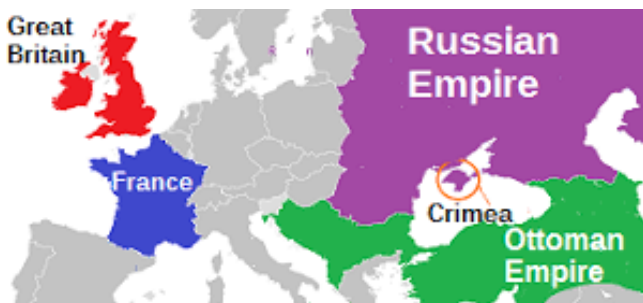 Great
Britain
Russian
Empire
France
Crimea
Ottoman
Empire